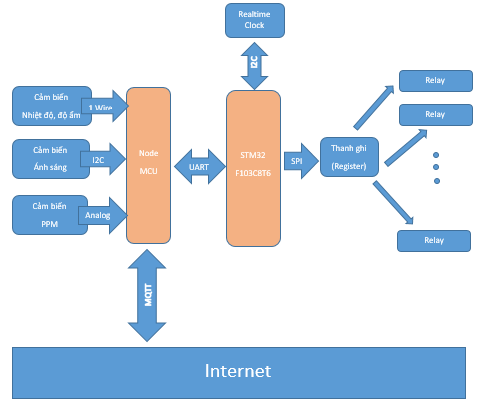 Realtime
Clock
I2C
Cảm biến
Nhiệt độ, độ ẩm
1 Wire
Cảm biến
Ánh sáng
I2C
Cảm biến
PPM
Analog
Node
MCU
UART
STM32
F103C8T6
SPI
Thanh ghi
(Register)
Relay
Relay
Relay
MQTT
Internet